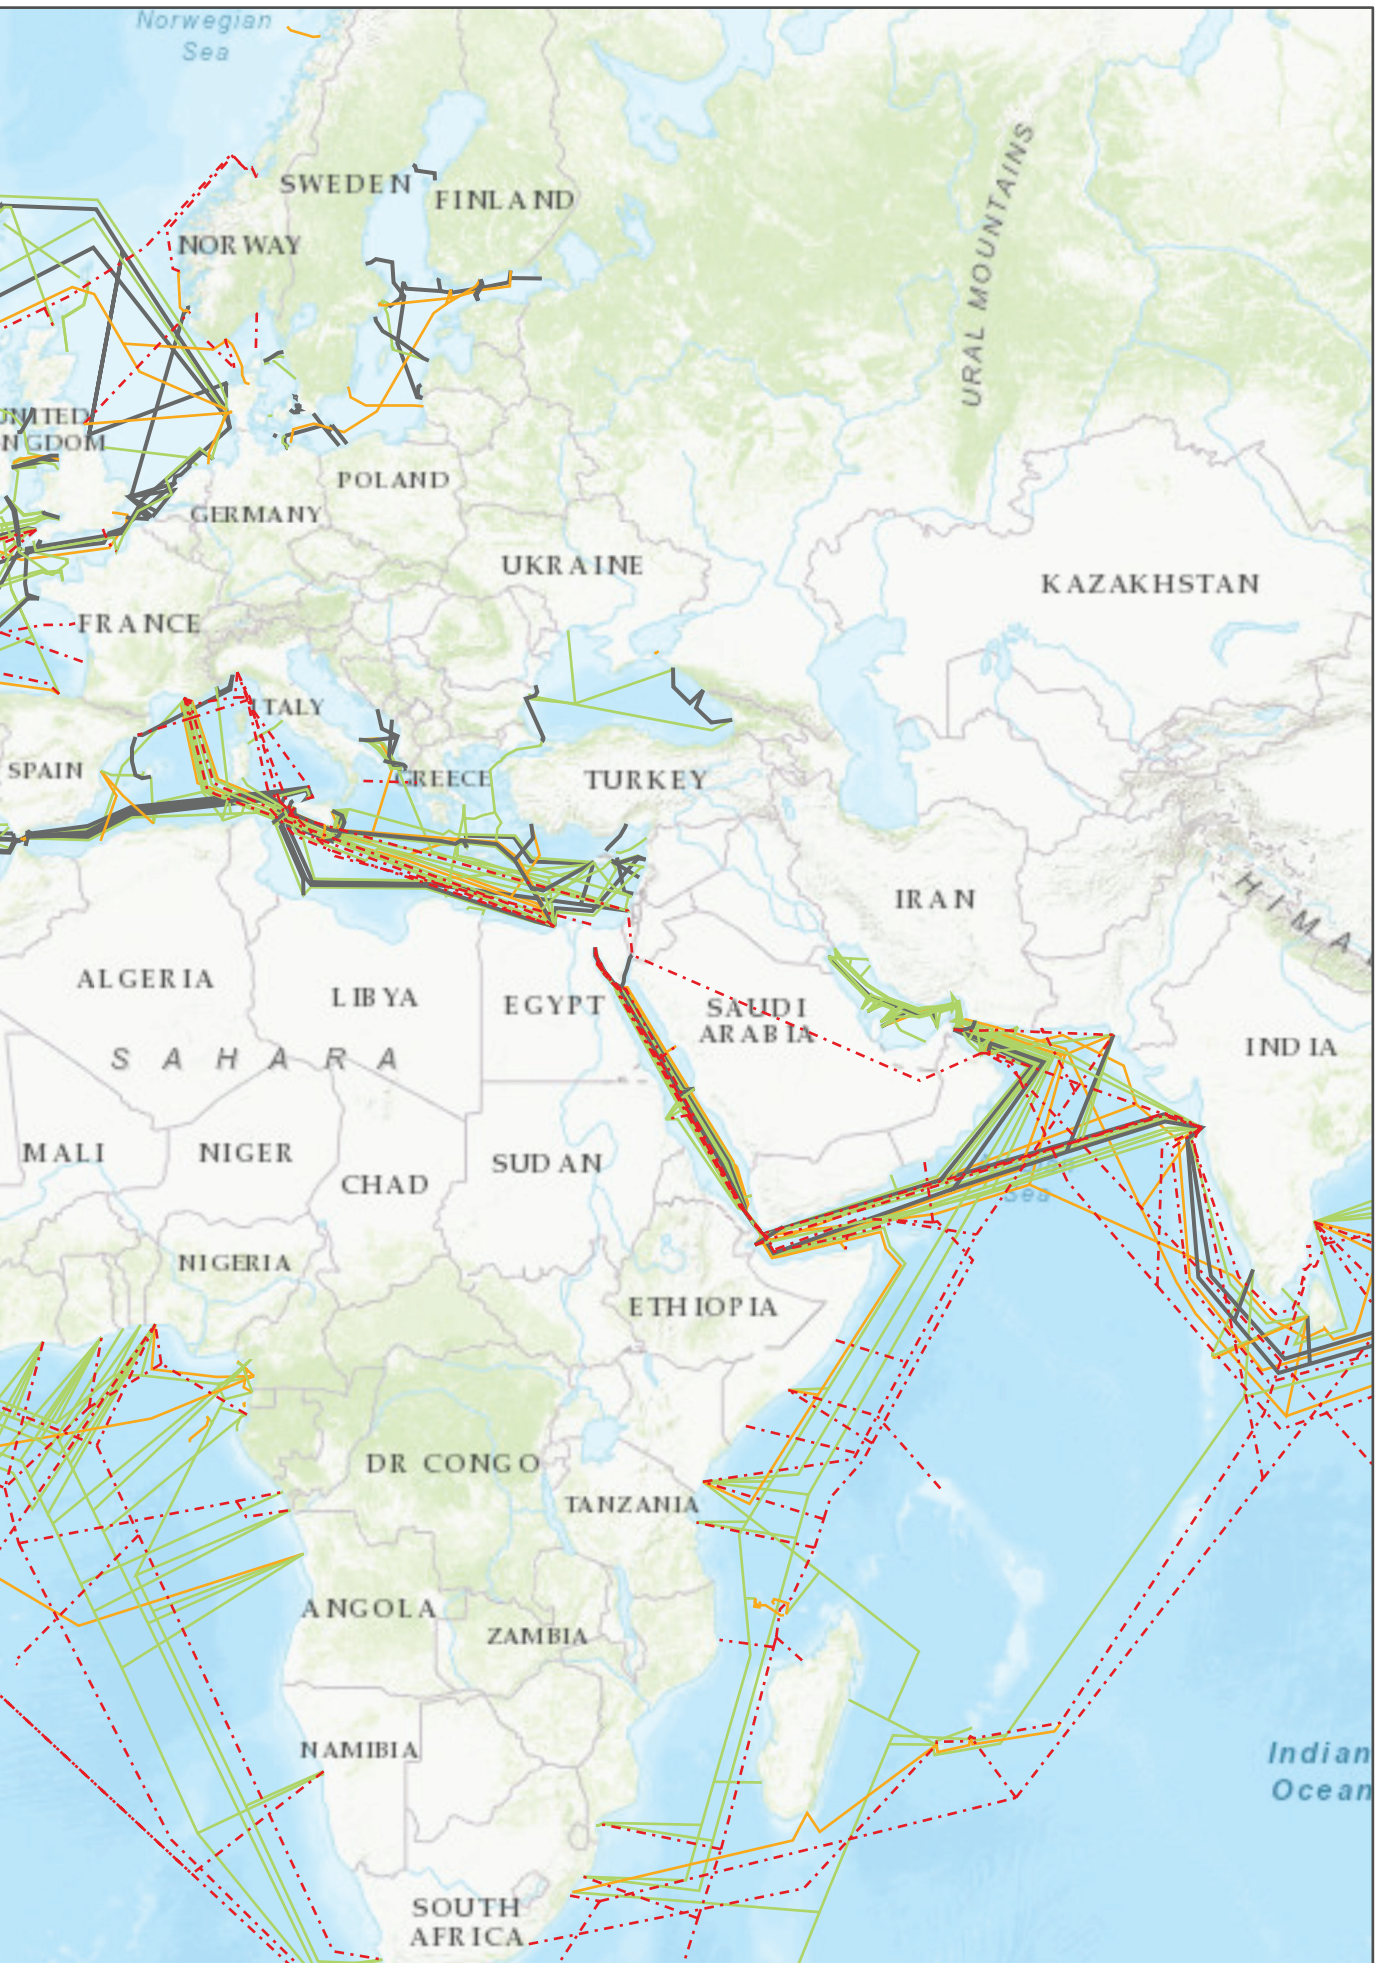 Norwegian
Sea
SWEDEN
FINLAND
NORWAY
URAL MOUNTAINS
UNITED
NGDOM
POLAND
GERMANY
UKRAINE
KAZAKHSTAN
FRANCE
ITALY
SPAIN
GREECE
TURKEY
IRAN
HIMA
ALGERIA
LIBYA
EGYPT
SAUDI
ARABIA
INDIA
SAHARA
MALI
NIGER
CHAD
SUDAN
Sea
NIGERIA
ETHIOPIA
DR CONGO
TANZANIA
ANGOLA
ZAMBIA
NAMIBIA
Indian
Ocean
SOUTH
AFRICA